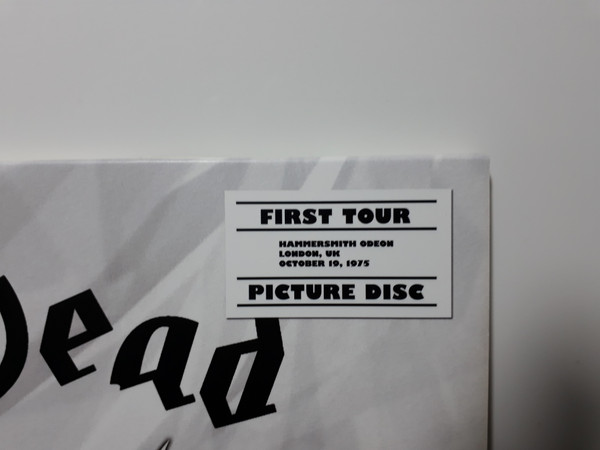 FIRST TOUR
HAMMERSMITH ODEON
LONDON, UK
OCTOBER 19, 1975
PICTURE DISC
Dead